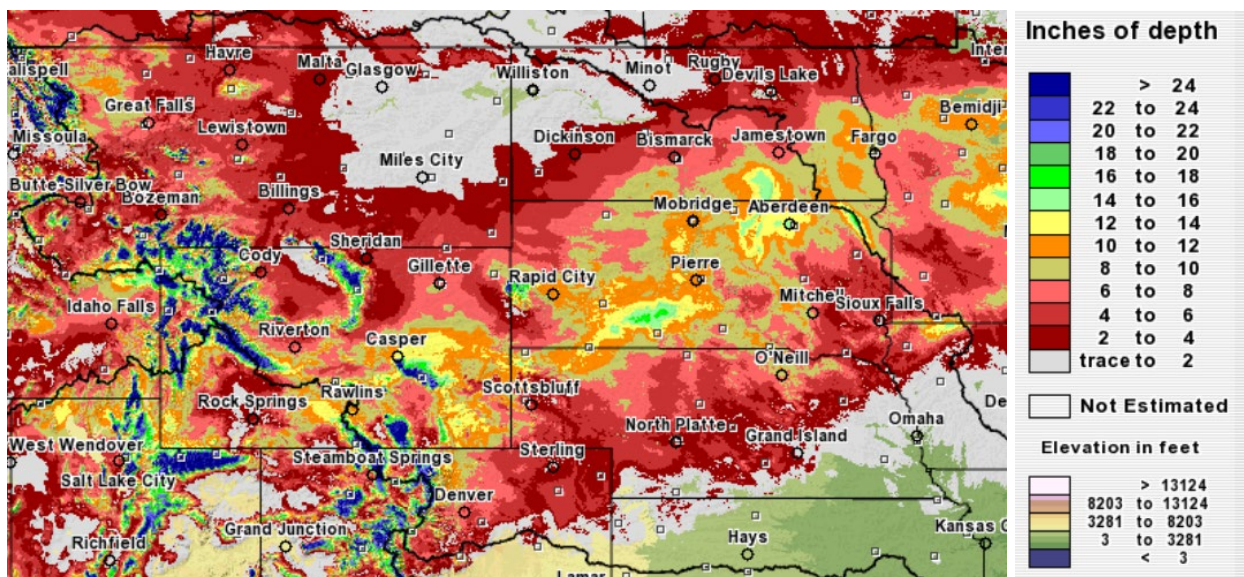 Havre
Malta
Glasgow
Williston
Minot
Rugby
Devils Lake
Inter
alispell
Great Falls
Bemidji
Missoula
Lewistown
Dickinson
Bismarck
Jamestown
Fargo
Miles City
Butte-Silver Bow
Bozeman
Billings
Mobridge
Aberdeen
Sheridan
Cody
Gillette
Rapid City
Pierre
Idaho Falls
Mitchell
Sioux Falls
Riverton
Casper
O'Neill
Rock Springs
Rawlins
Scottsbluff
Omaha
De
West Wendover
North Platte
Grand Island
Salt Lake City
Steamboat Springs
Sterling
Denver
Grand Junction
Richfield
Hays
Kansas C
Lamar
Inches of depth
> 24
22 to 24
20 to 22
18 to 20
16 to 18
14 to 16
12 to 14
10 to 12
8 to 10
6 to 8
4 to 6
2 to 4
trace to 2
Not Estimated
Elevation in feet
> 13124
8203 to 13124
3281 to 8203
3 to 3281
< 3